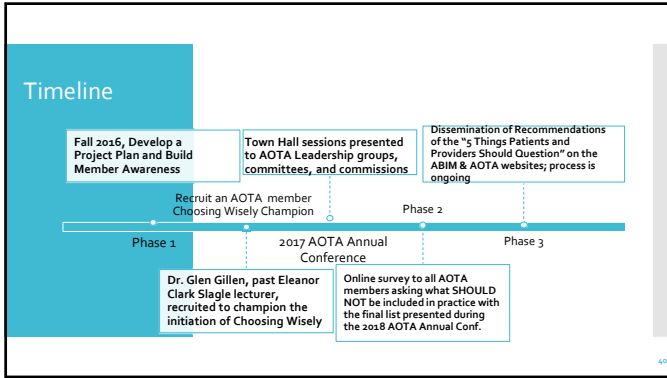 Timeline
Fall 2016, Develop a
Project Plan and Build
Member Awareness
Town Hall sessions presented
to AOTA Leadership groups,
committees, and commissions
Dissemination of Recommendations
of the “5 Things Patients and
Providers Should Question” on the
ABIM & AOTA websites; process is
ongoing
Recruit an AOTA member
Choosing Wisely Champion
Phase 2
Phase 1
2017 AOTA Annual
Conference
Phase 3
Dr. Glen Gillen, past Eleanor
Clark Slagle lecturer,
recruited to champion the
initiation of Choosing Wisely
Online survey to all AOTA
members asking what SHOULD
NOT be included in practice with
the final list presented during
the 2018 AOTA Annual Conf.
40